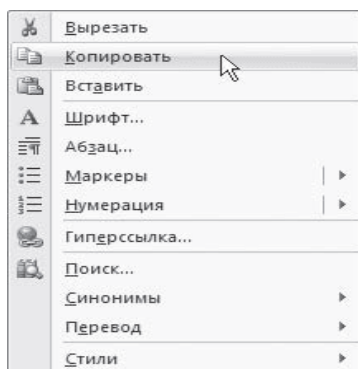 Вырезать
Копировать
Вставить
Шрифт...
Абзац...
Маркеры
Нумерация
Гиперссылка...
Поиск...
Синонимы
Перевод
Стили